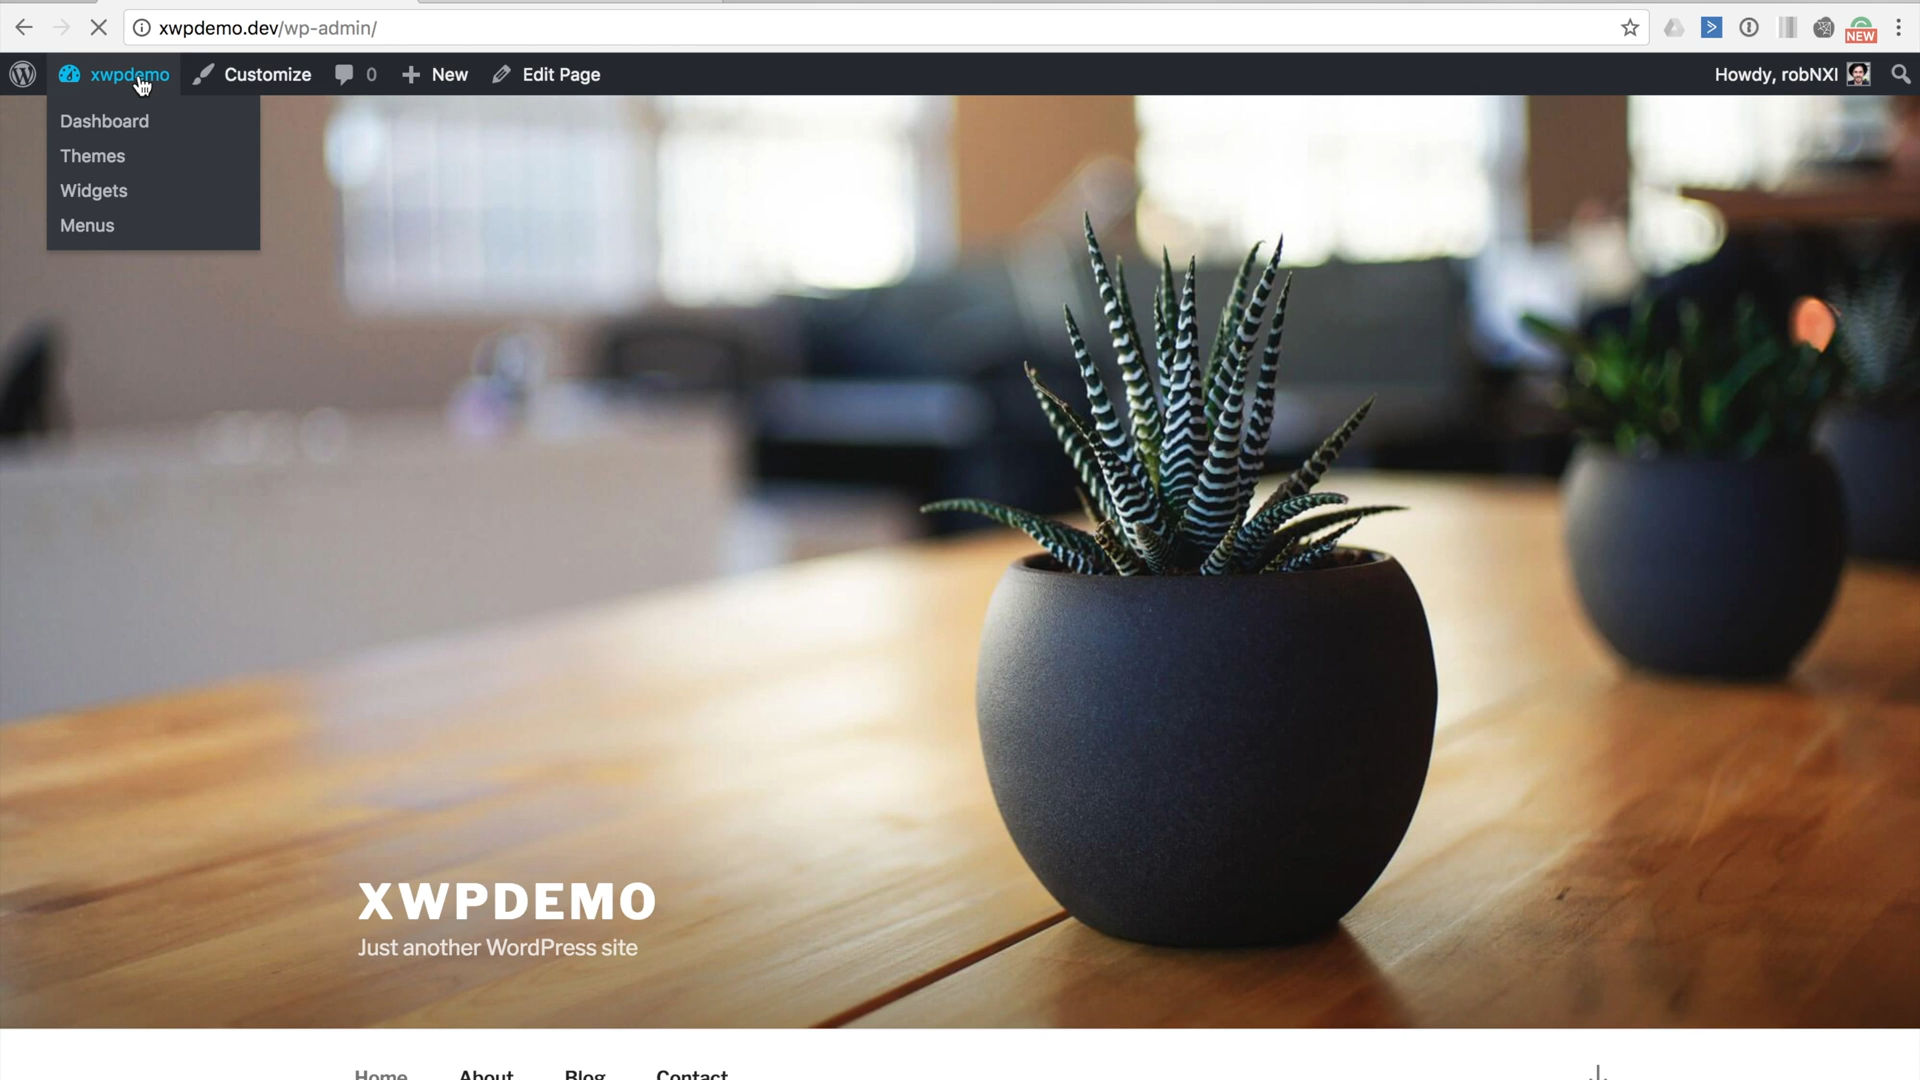 xwpdemo.dev/wp-admin/
NEW
xwpdemo
Customize
0
New
Edit Page
Howdy, robNXI
Dashboard
Themes
Widgets
Menus
XWPDEMO
Just another WordPress site
Home
About
Blog
Contact